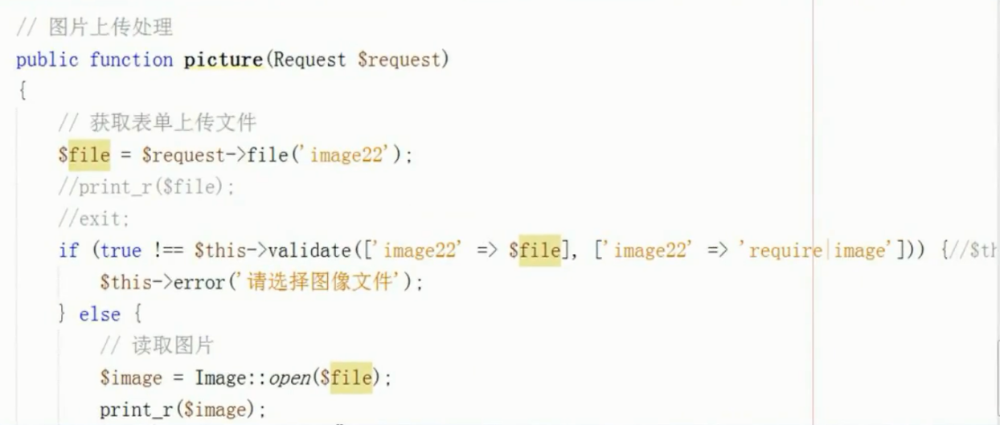 // 图片上传处理
public function picture(Request $request)
{
// 获取表单上传文件
$file = $request->file('image22');
//print_r($file);
//exit;
if (true !== $this->validate(['image22' => $file], ['image22' => 'require|image'])) {//$th
$this->error('请选择图像文件');
} else {
// 读取图片
$image = Image::open($file);
print_r($image);